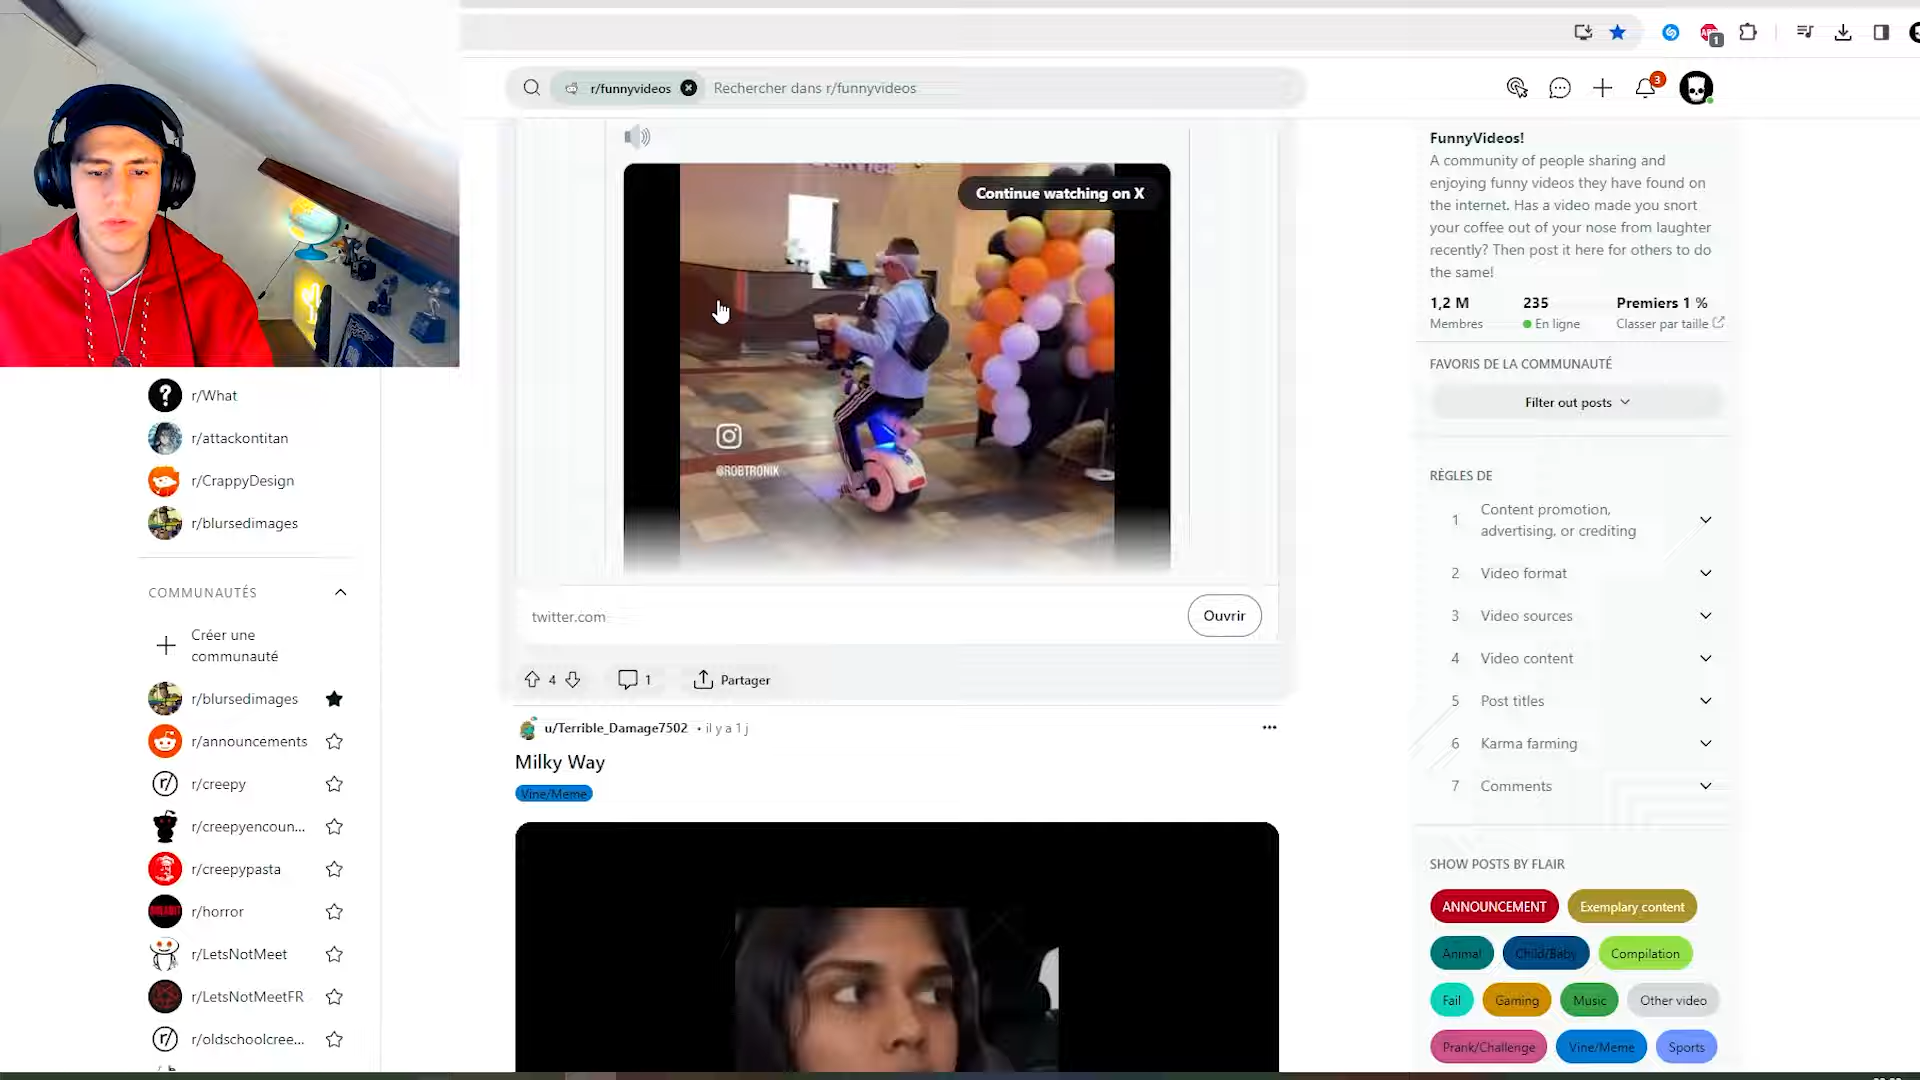 1
r/funnyvideos
Rechercher dans r/funnyvideos
3
Continue watching on X
@ROBTRONIK
twitter.com
Ouvrir
4
1
Partager
u/Terrible_Damage7502 • il y a 1 j
Milky Way
Vine/Meme
r/What
r/attackontitan
r/CrappyDesign
r/blursedimages
COMMUNAUTÉS
Créer une
communauté
r/blursedimages
r/announcements
r/creepy
r/creepyencoun...
r/creepypasta
r/horror
r/LetsNotMeet
r/LetsNotMeetFR
r/oldschoolcree...
FunnyVideos!
A community of people sharing and
enjoying funny videos they have found on
the internet. Has a video made you snort
your coffee out of your nose from laughter
recently? Then post it here for others to do
the same!
1,2 M 235 Premiers 1 %
Membres En ligne Classer par taille
FAVORIS DE LA COMMUNAUTÉ
Filter out posts
RÈGLES DE
1 Content promotion,
advertising, or crediting
2 Video format
3 Video sources
4 Video content
5 Post titles
6 Karma farming
7 Comments
SHOW POSTS BY FLAIR
ANNOUNCEMENT Exemplary content
Animal Child/Baby Compilation
Fail Gaming Music Other video
Prank/Challenge Vine/Meme Sports